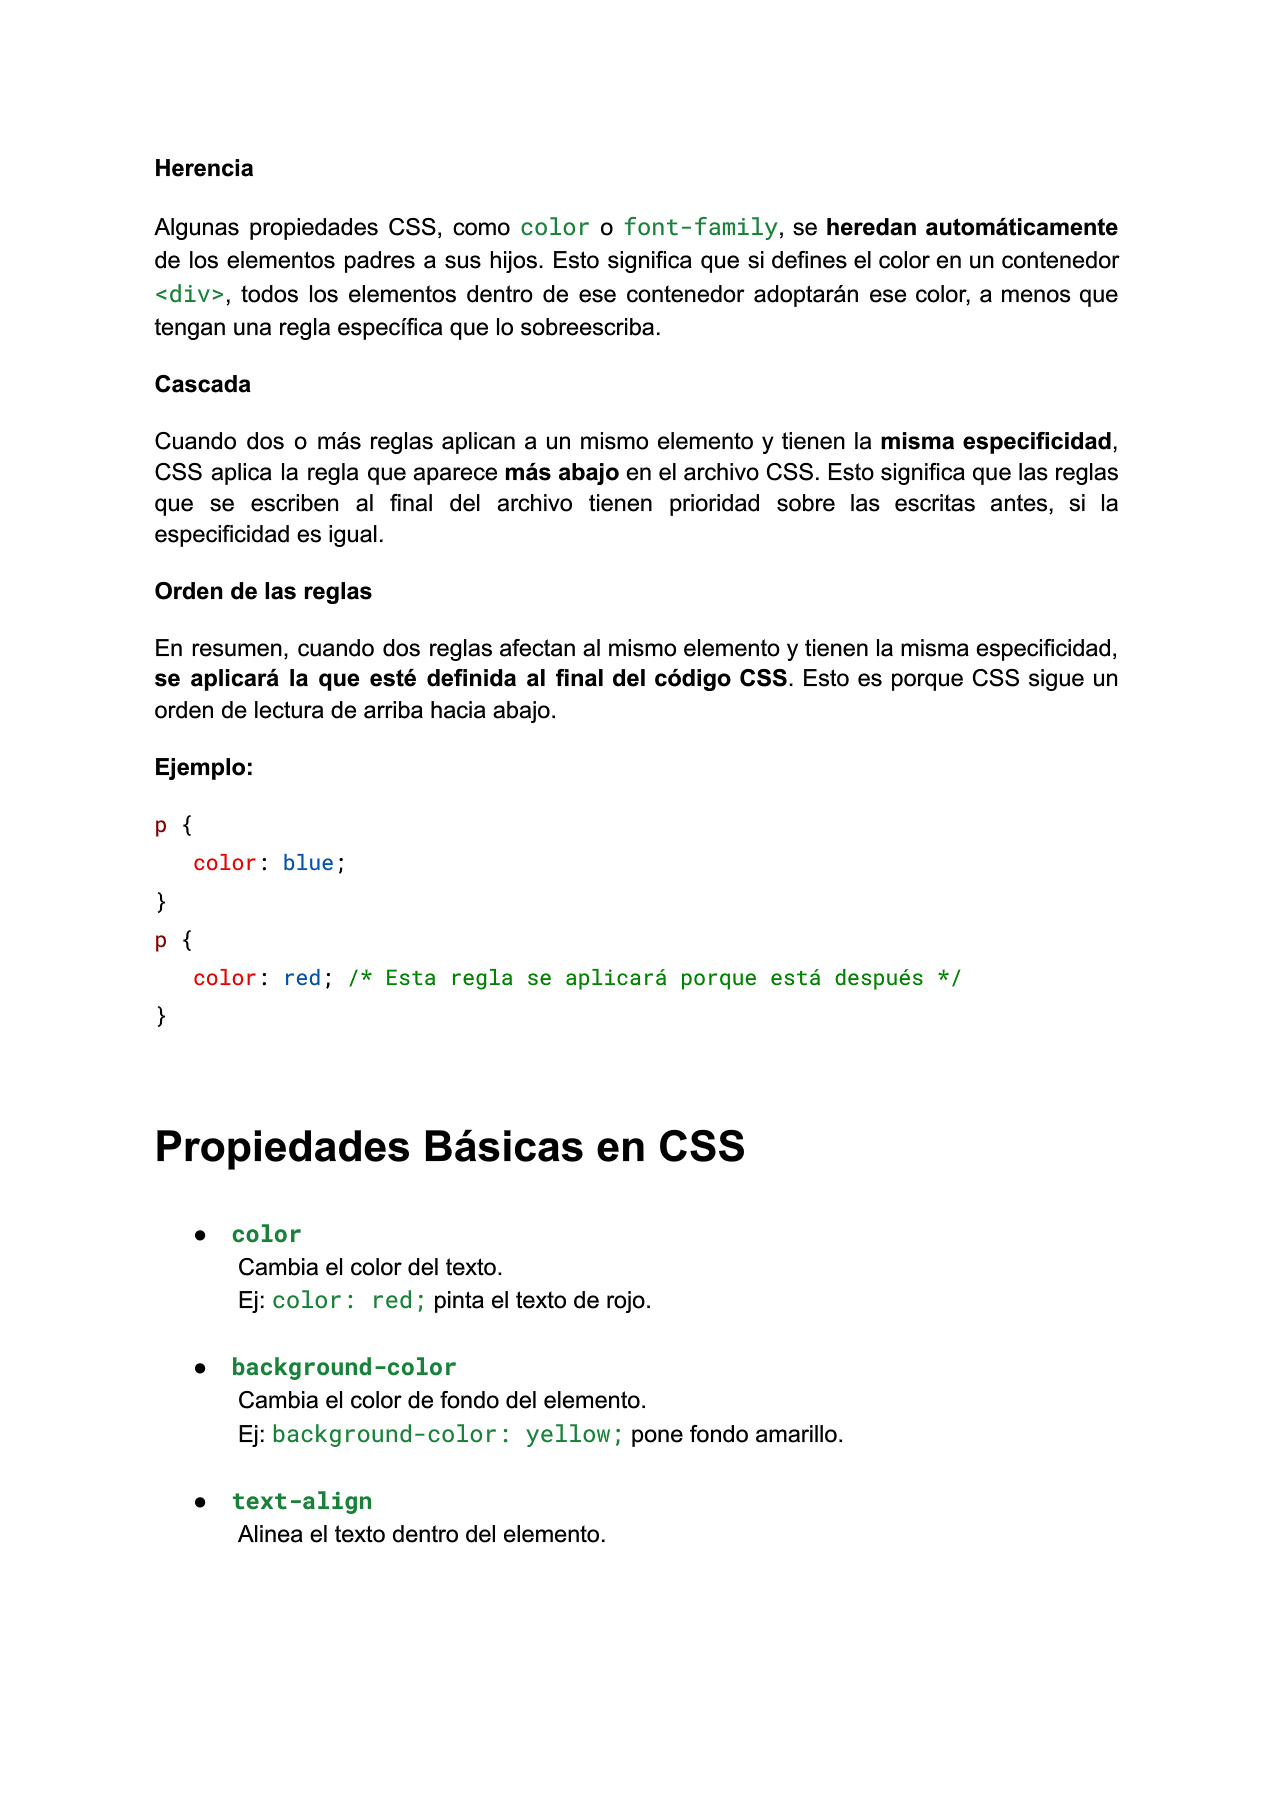 Herencia
Algunas propiedades CSS, como color o font-family, se heredan automáticamente
de los elementos padres a sus hijos. Esto significa que si defines el color en un contenedor
<div>, todos los elementos dentro de ese contenedor adoptarán ese color, a menos que
tengan una regla específica que lo sobreescriba.
Cascada
Cuando dos o más reglas aplican a un mismo elemento y tienen la misma especificidad,
CSS aplica la regla que aparece más abajo en el archivo CSS. Esto significa que las reglas
que se escriben al final del archivo tienen prioridad sobre las escritas antes, si la
especificidad es igual.
Orden de las reglas
En resumen, cuando dos reglas afectan al mismo elemento y tienen la misma especificidad,
se aplicará la que esté definida al final del código CSS. Esto es porque CSS sigue un
orden de lectura de arriba hacia abajo.
Ejemplo:
p {
   color: blue;
}
p {
   color: red; /* Esta regla se aplicará porque está después */
}
Propiedades Básicas en CSS
● color
Cambia el color del texto.
Ej: color: red; pinta el texto de rojo.
● background-color
Cambia el color de fondo del elemento.
Ej: background-color: yellow; pone fondo amarillo.
● text-align
Alinea el texto dentro del elemento.